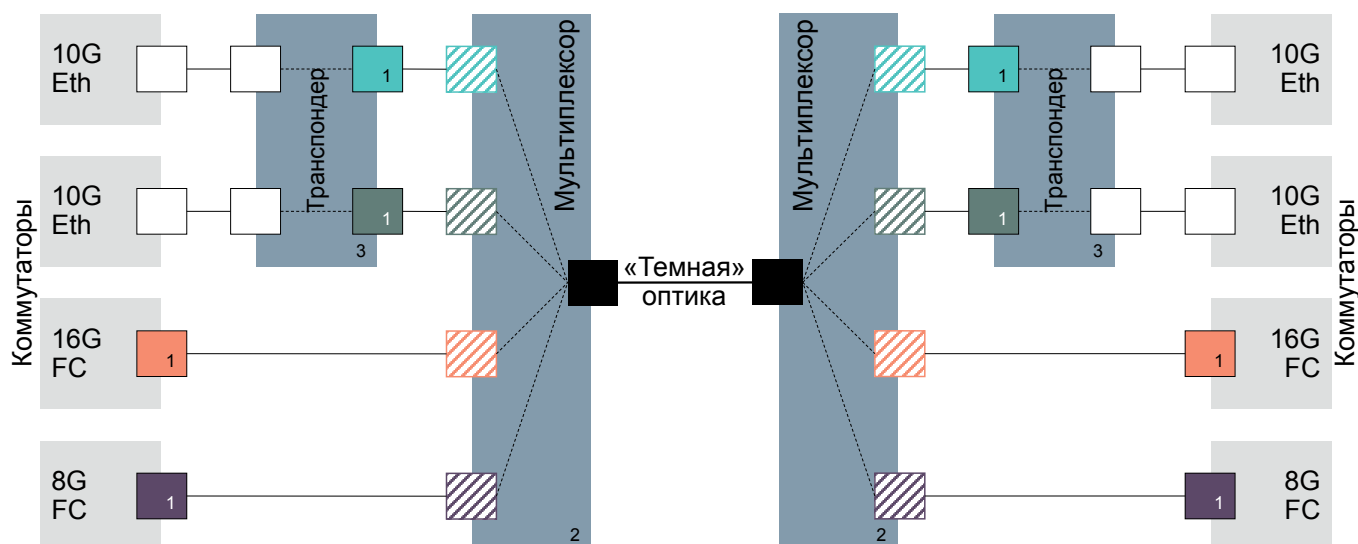 10G
Eth
10G
Eth
16G
FC
8G
FC
Коммутаторы
Транспондер
1
1
3
Мультиплексор
1
1
2
«Темная»
оптика
Мультиплексор
2
1
1
Транспондер
3
10G
Eth
10G
Eth
1
16G
FC
1
8G
FC
Коммутаторы